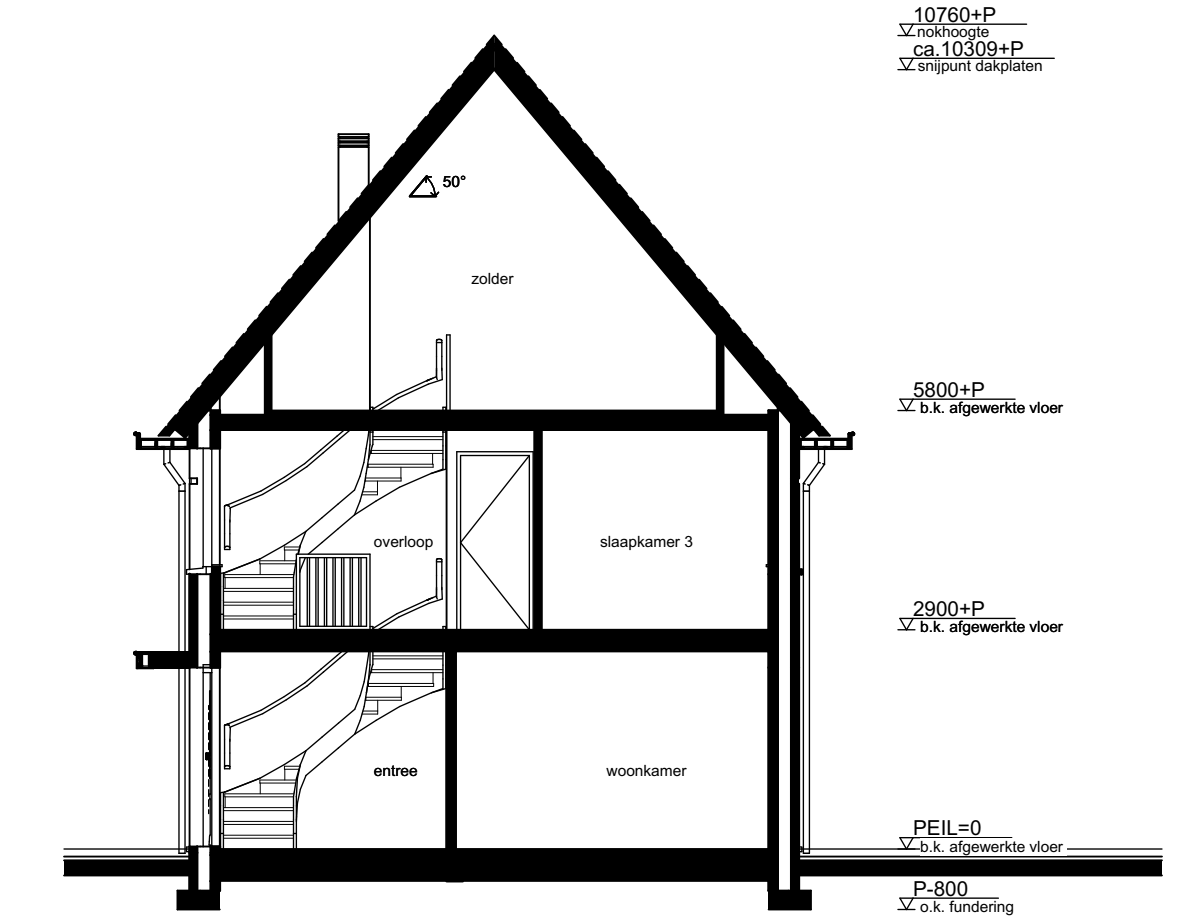 10760+P
nokhoogte
ca.10309+P
snijpunt dakplaten
50°
zolder
5800+P
b.k. afgewerkte vloer
overloop
slaapkamer 3
2900+P
b.k. afgewerkte vloer
entree
woonkamer
PEIL=0
b.k. afgewerkte vloer
P-800
o.k. fundering